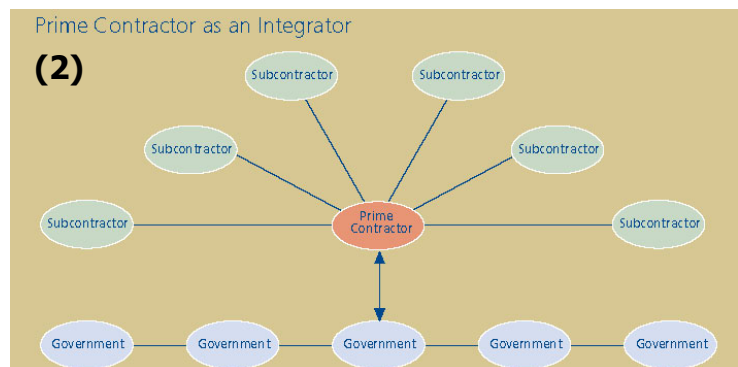 Prime Contractor as an Integrator
(2)
Subcontractor
Subcontractor
Subcontractor
Subcontractor
Subcontractor
Subcontractor
Prime
Contractor
Government
Government
Government
Government
Government